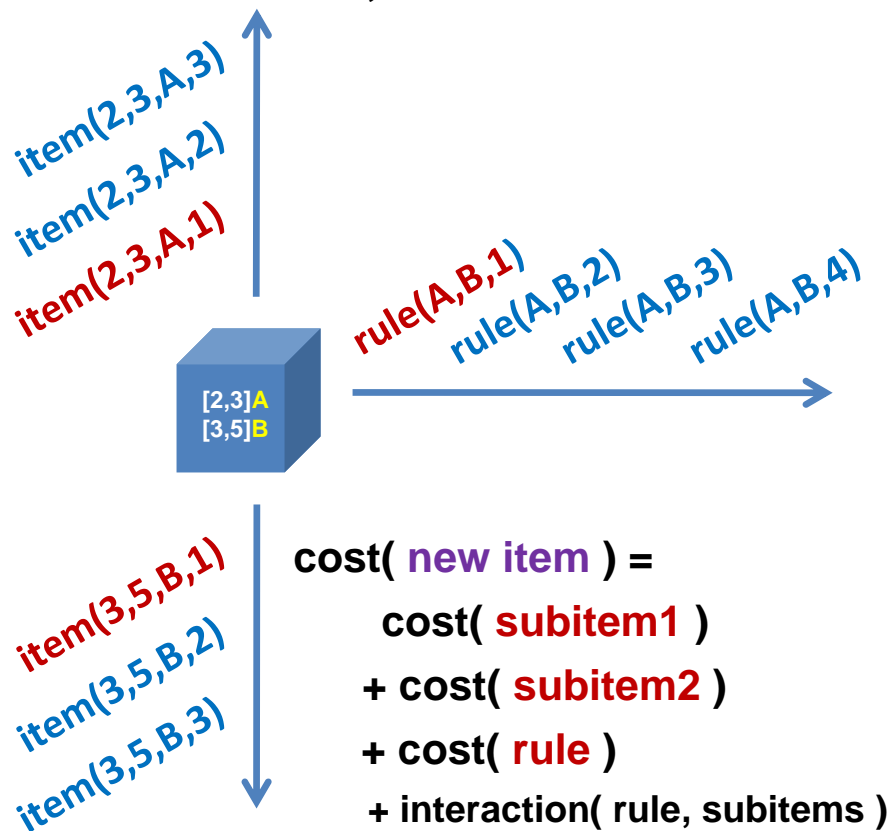 item(2,3,A,3)
item(2,3,A,2)
item(2,3,A,1)
rule(A,B,1)
rule(A,B,2)
rule(A,B,3)
rule(A,B,4)
[2,3]A
[3,5]B
item(3,5,B,1)
item(3,5,B,2)
item(3,5,B,3)
cost( new item ) =
cost( subitem1 )
+ cost( subitem2 )
+ cost( rule )
+ interaction( rule, subitems )